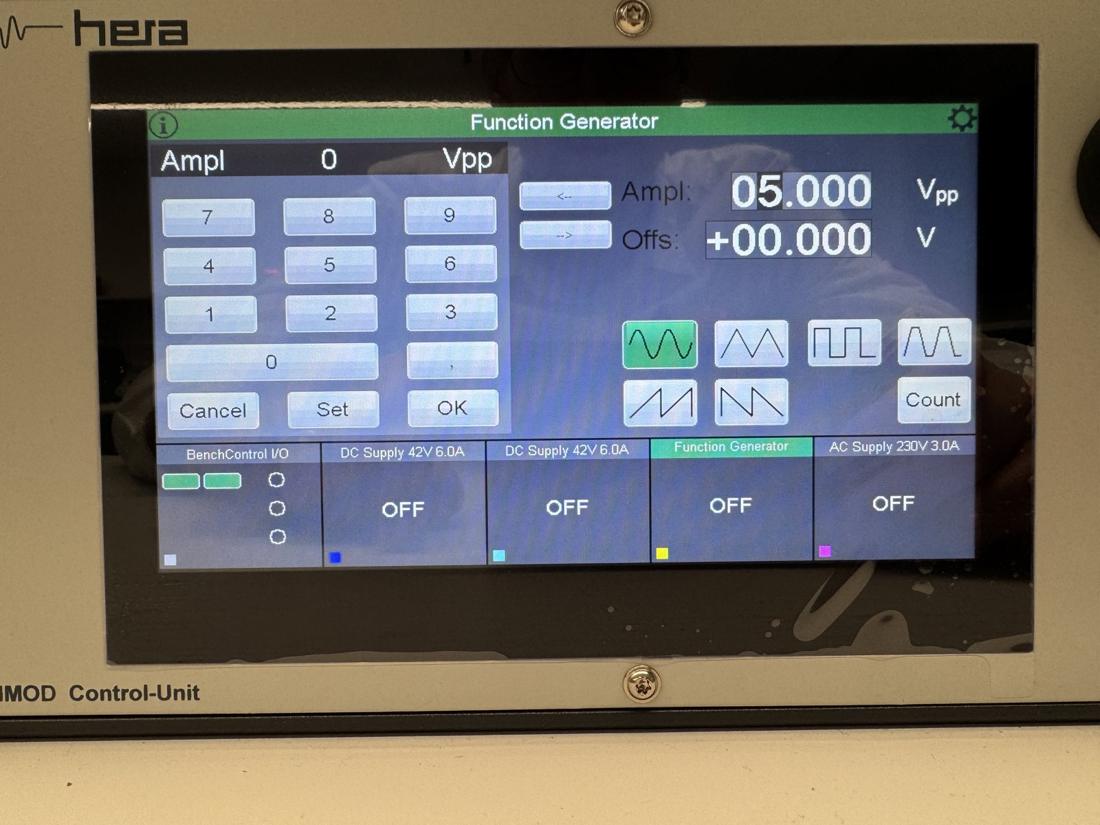 hera
Function Generator
Ampl 0 Vpp
7 8 9
4 5 6
1 2 3
0 ,
Cancel Set OK
<-- Ampl: 05.000 Vpp
--> Offs: +00.000 V
Count
BenchControl I/O
DC Supply 42V 6.0A
OFF
DC Supply 42V 6.0A
OFF
Function Generator
OFF
AC Supply 230V 3.0A
OFF
Control-Unit